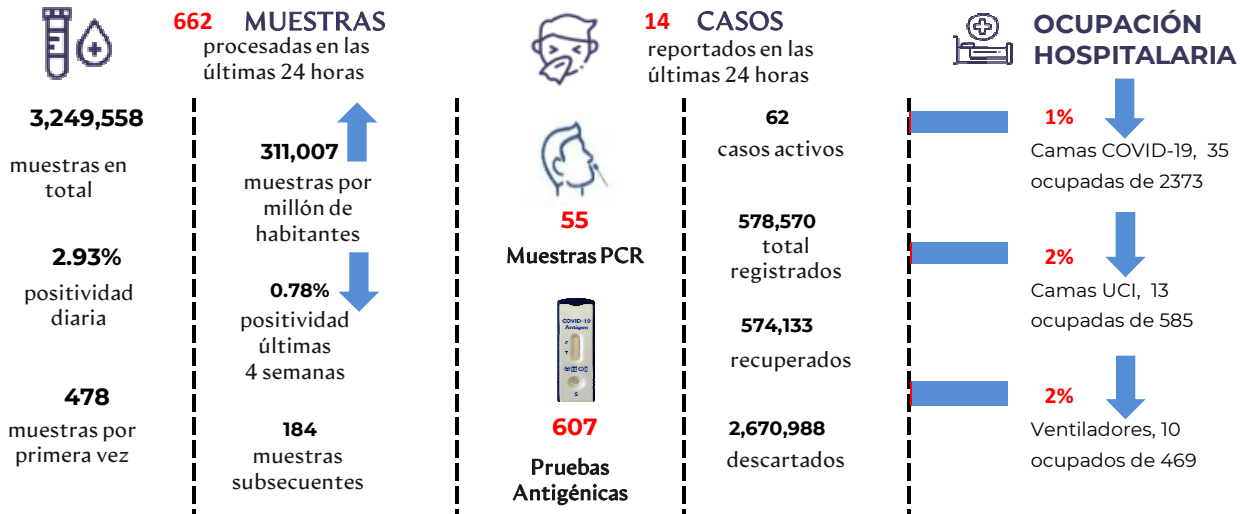 662 MUESTRAS
procesadas en las
últimas 24 horas
3,249,558
muestras en
total
2.93%
positividad
diaria
478
muestras por
primera vez
311,007
muestras por
millón de
habitantes
0.78%
positividad
últimas
4 semanas
184
muestras
subsecuentes
14 CASOS
reportados en las
últimas 24 horas
55
Muestras PCR
COVID-19
Antigen
C
T
S
607
Pruebas
Antigénicas
62
casos activos
578,570
total
registrados
574,133
recuperados
2,670,988
descartados
OCUPACIÓN
HOSPITALARIA
1%
Camas COVID-19, 35
ocupadas de 2373
2%
Camas UCI, 13
ocupadas de 585
2%
Ventiladores, 10
ocupados de 469